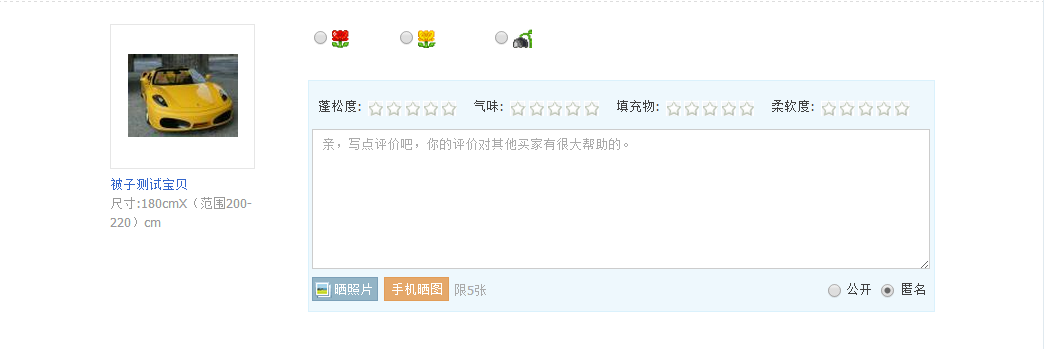 蓬松度: 气味: 填充物: 柔软度:
亲，写点评价吧，你的评价对其他买家有很大帮助的。
被子测试宝贝
尺寸:180cmX（范围200-
220）cm
晒照片 手机晒图 限5张 公开 匿名